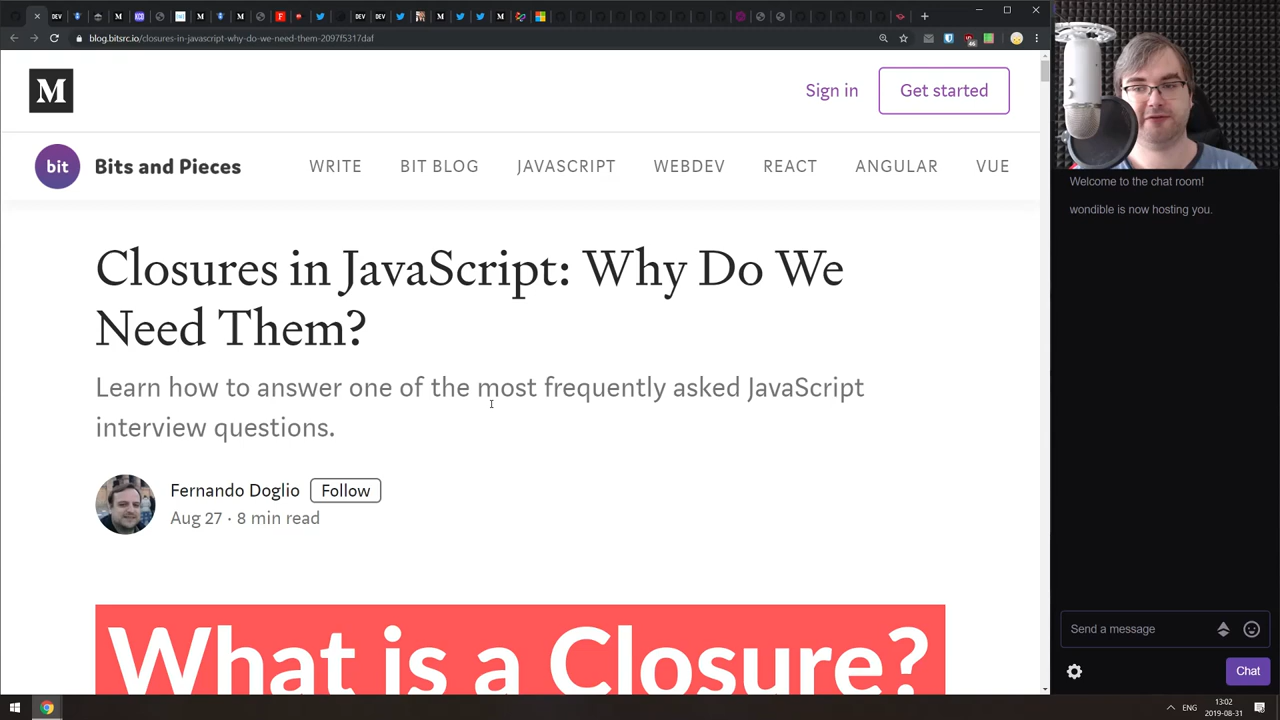 blog.bitsrc.io/closures-in-javascript-why-do-we-need-them-2097f5317daf
M
Sign in
Get started
bit
Bits and Pieces
WRITE
BIT BLOG
JAVASCRIPT
WEBDEV
REACT
ANGULAR
VUE
Closures in JavaScript: Why Do We
Need Them?
Learn how to answer one of the most frequently asked JavaScript
interview questions.
Fernando Doglio
Follow
Aug 27 · 8 min read
What is a Closure?
Welcome to the chat room!
wondible is now hosting you.
Send a message
Chat
ENG
13:02
2019-08-31